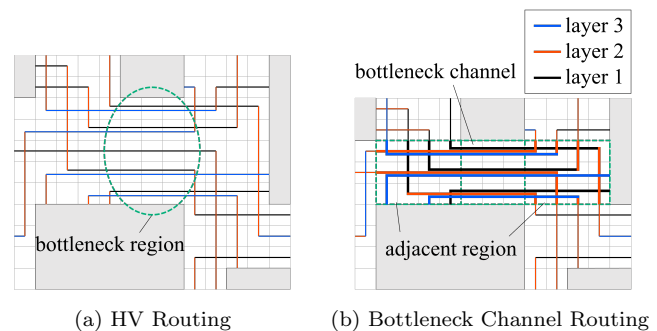 layer 3
layer 2
layer 1
bottleneck channel
bottleneck region
adjacent region
(a) HV Routing
(b) Bottleneck Channel Routing